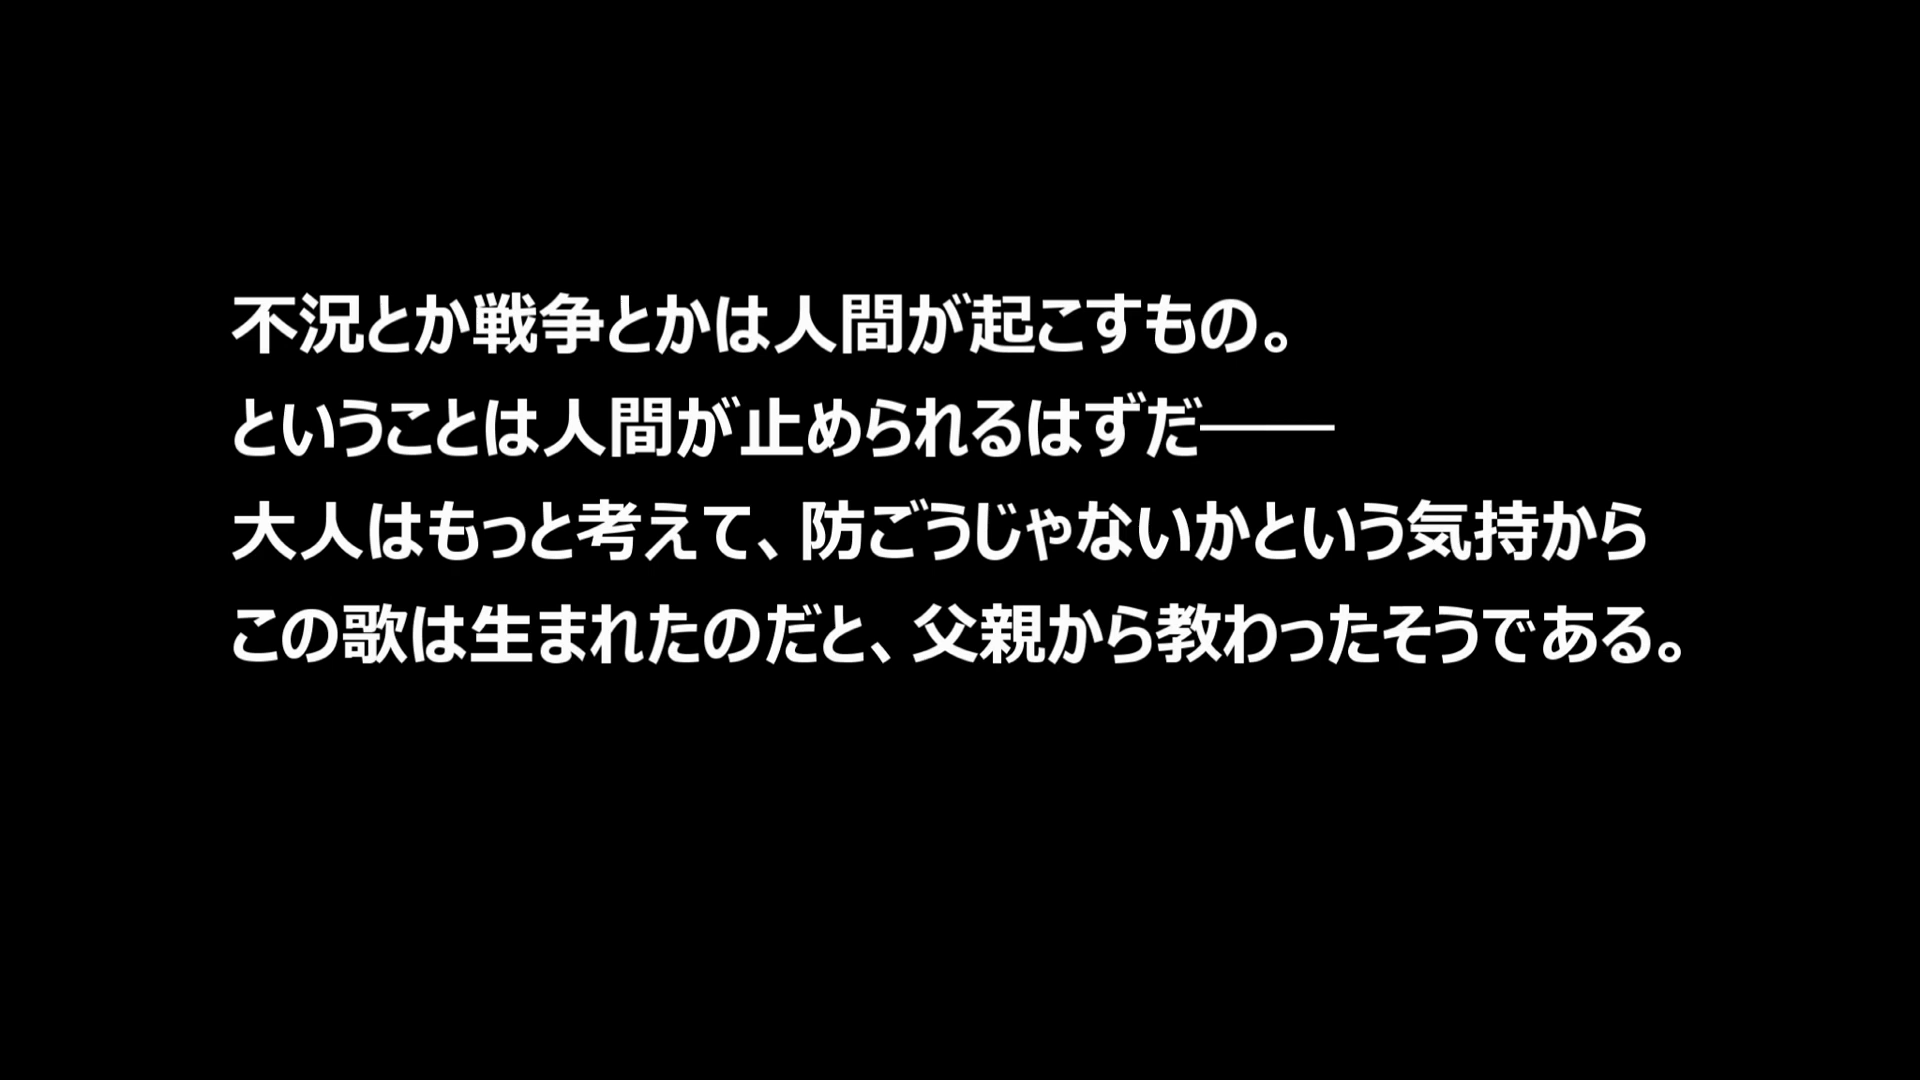 不況とか戦争とかは人間が起こすもの。
ということは人間が止められるはずだ――
大人はもっと考えて、防ごうじゃないかという気持から
この歌は生まれたのだと、父親から教わったそうである。